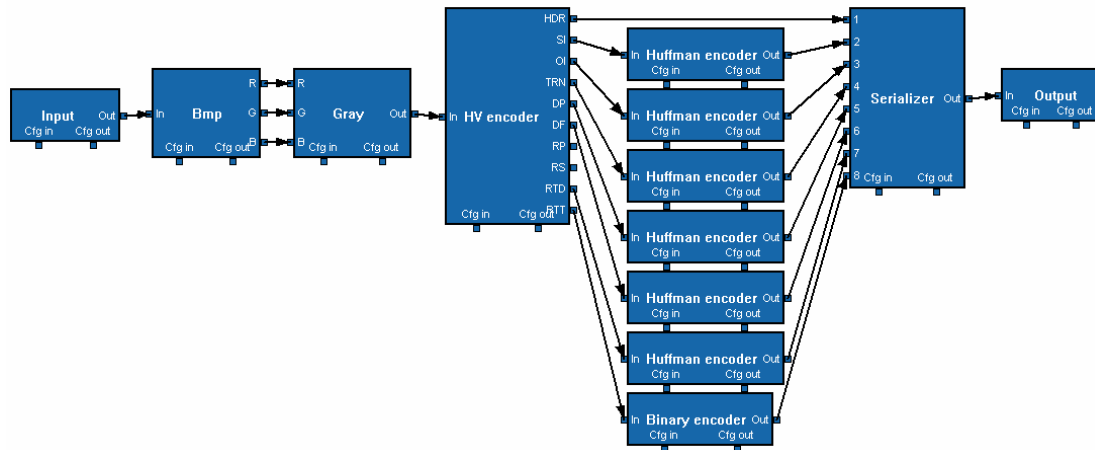 Input
Out
Cfg in Cfg out
In
Bmp
R
G
B
Cfg in Cfg out
R
G
B
Gray
Out
Cfg in Cfg out
In
HV encoder
HDR
SI
OI
TRN
DP
DF
RP
RS
RTD
RTT
Cfg in Cfg out
In Huffman encoder Out
Cfg in Cfg out
In Huffman encoder Out
Cfg in Cfg out
In Huffman encoder Out
Cfg in Cfg out
In Huffman encoder Out
Cfg in Cfg out
In Huffman encoder Out
Cfg in Cfg out
In Huffman encoder Out
Cfg in Cfg out
In Binary encoder Out
Cfg in Cfg out
1
2
3
4
5
6
7
8
Serializer Out
Cfg in Cfg out
In
Output
Cfg in Cfg out